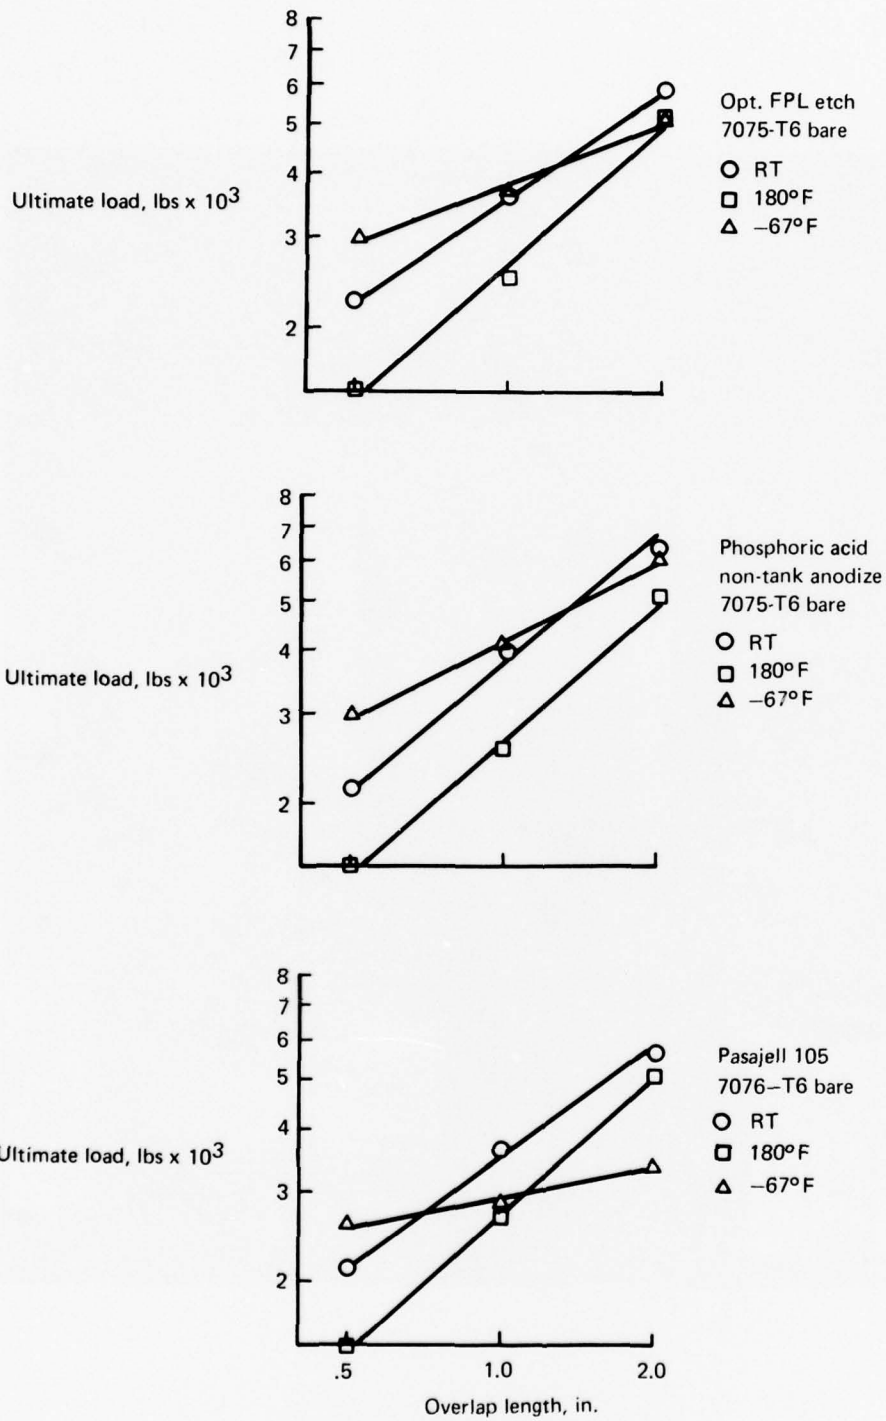 8
7
6
5
4
3
2
Ultimate load, lbs x 10³
Opt. FPL etch
7075-T6 bare
RT
180°F
–67°F
8
7
6
5
4
3
2
Ultimate load, lbs x 10³
Phosphoric acid
non-tank anodize
7075-T6 bare
RT
180°F
–67°F
8
7
6
5
4
3
2
Ultimate load, lbs x 10³
Pasajell 105
7076–T6 bare
RT
180°F
–67°F
.5 1.0 2.0
Overlap length, in.